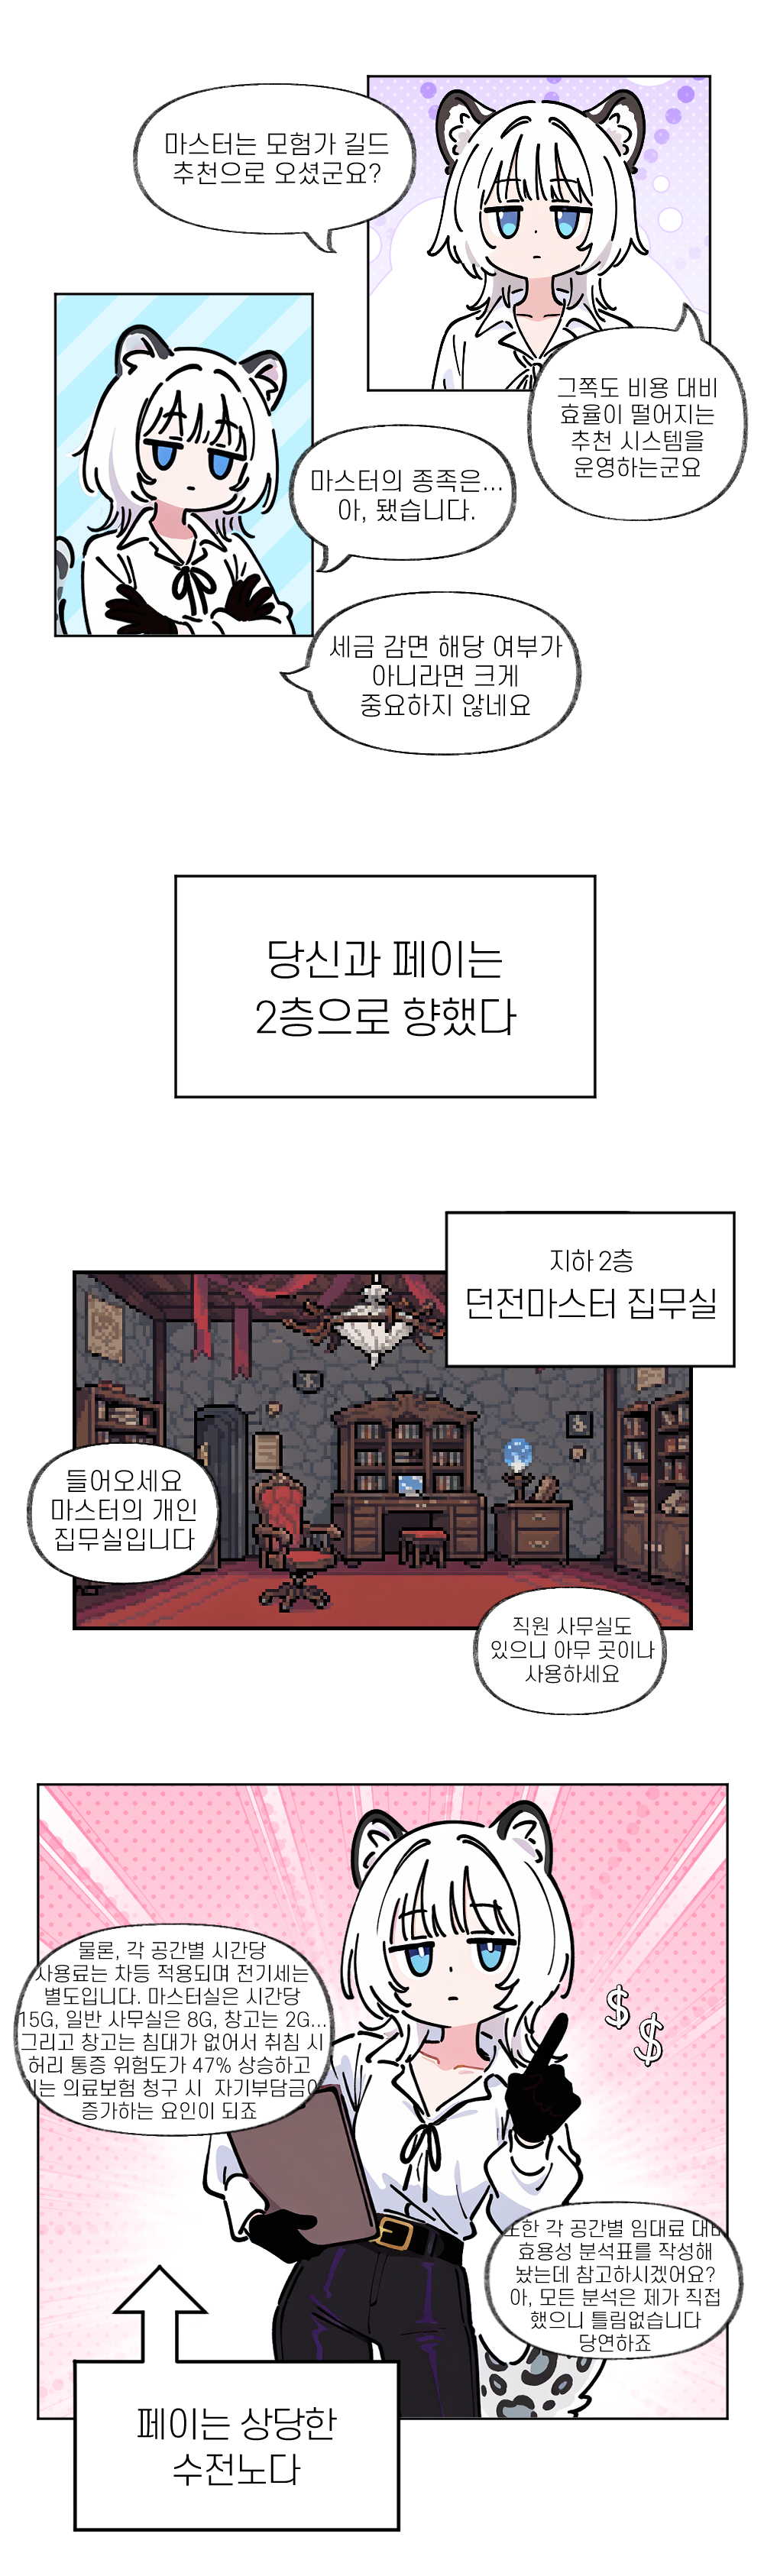 마스터는 모험가 길드
추천으로 오셨군요?
그쪽도 비용 대비
효율이 떨어지는
추천 시스템을
운영하는군요
마스터의 종족은...
아, 됐습니다.
세금 감면 해당 여부가
아니라면 크게
중요하지 않네요
당신과 페이는
2층으로 향했다
지하 2층
던전마스터 집무실
들어오세요
마스터의 개인
집무실입니다
직원 사무실도
있으니 아무 곳이나
사용하세요
물론, 각 공간별 시간당
사용료는 차등 적용되며 전기세는
별도입니다. 마스터실은 시간당
15G, 일반 사무실은 8G, 창고는 2G...
그리고 창고는 침대가 없어서 취침 시
허리 통증 위험도가 47% 상승하고
이는 의료보험 청구 시 자기부담금이
증가하는 요인이 되죠
$
$
또한 각 공간별 임대료 대비
효용성 분석표를 작성해
놨는데 참고하시겠어요?
아, 모든 분석은 제가 직접
했으니 틀림없습니다
당연하죠
페이는 상당한
수전노다